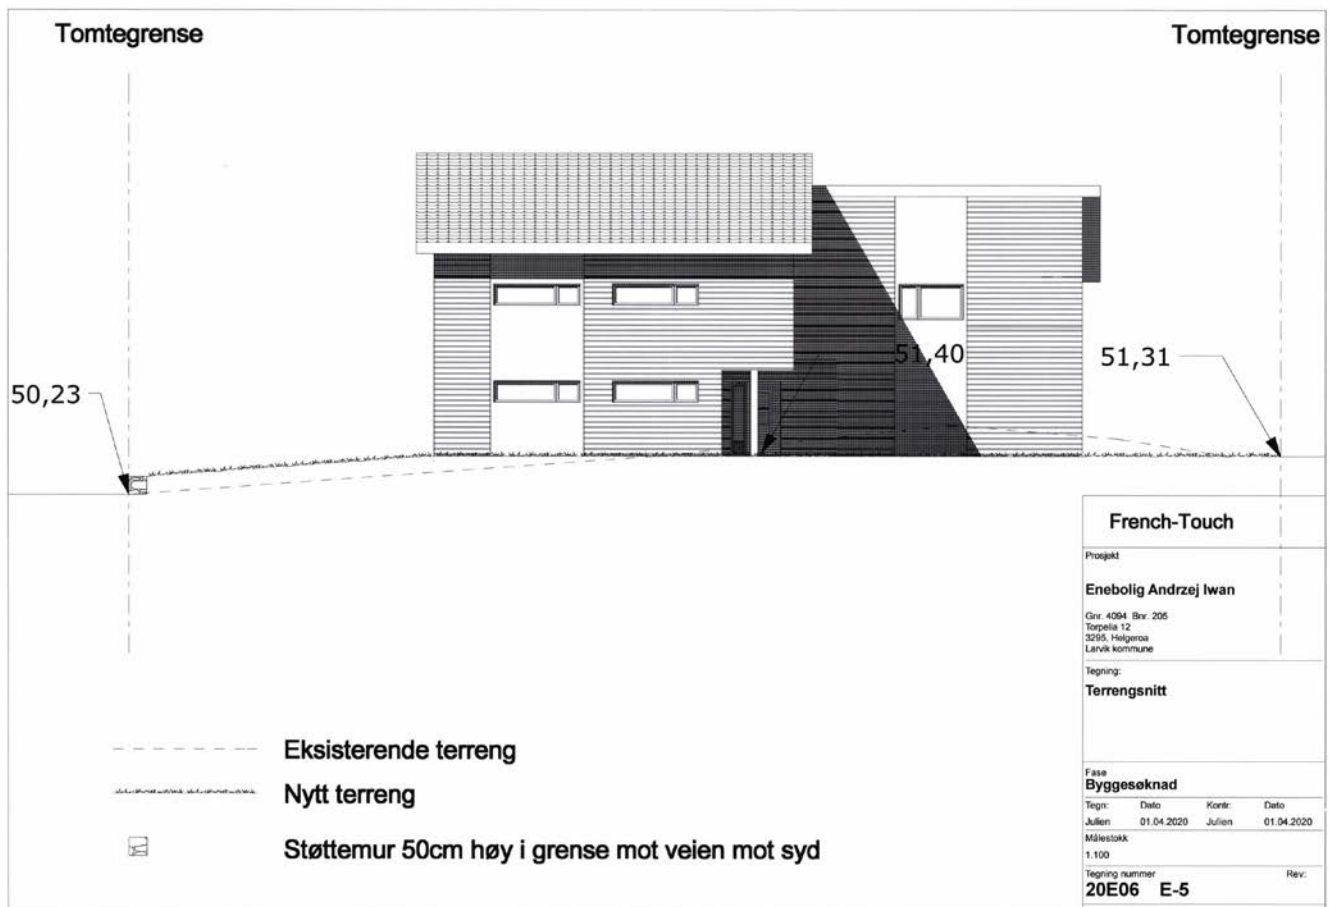 Tomtegrense
Tomtegrense
51,40
51,31
50,23
French-Touch
Prosjekt
Enebolig Andrzej Iwan
Gnr. 4094 Bnr. 205
Torpelia 12
3295, Helgeroa
Larvik kommune
Tegning:
Terrengsnitt
Eksisterende terreng
Nytt terreng
Støttemur 50cm høy i grense mot veien mot syd
Fase
Byggesøknad
Tegn: Dato Kontr: Dato
Julien 01.04.2020 Julien 01.04.2020
Målestokk
1.100
Tegning nummer Rev:
20E06 E-5